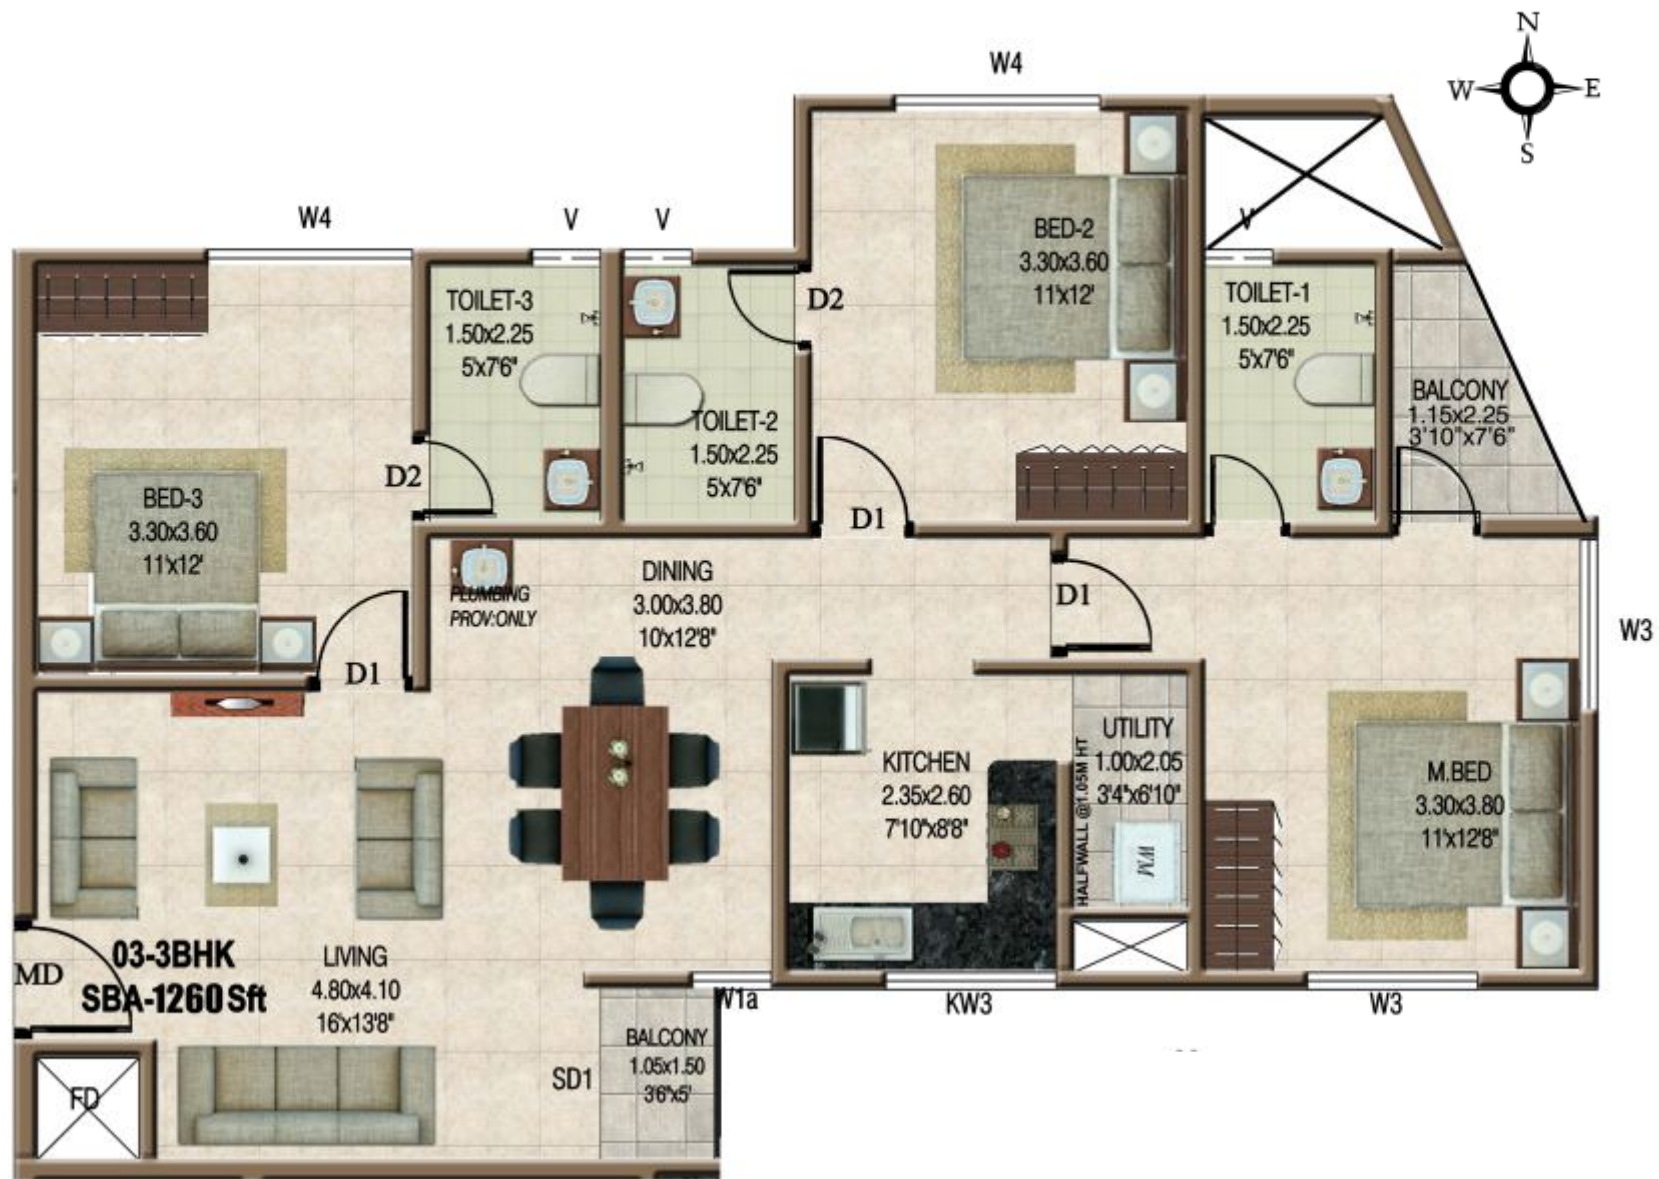 N
W E
S
W4
W4
V
V
V
BED-2
3.30x3.60
11'x12'
TOILET-3
1.50x2.25
5'x7'6"
D2
TOILET-1
1.50x2.25
5'x7'6"
BALCONY
1.15x2.25
3'10"x7'6"
TOILET-2
1.50x2.25
5'x7'6"
D2
BED-3
3.30x3.60
11'x12'
D1
PLUMBING
PROV:ONLY
DINING
3.00x3.80
10'x12'8"
D1
W3
D1
KITCHEN
2.35x2.60
7'10"x8'8"
HALFWALL @1.05M HT
UTILITY
1.00x2.05
3'4"x6'10"
WM
M.BED
3.30x3.80
11'x12'8"
03-3BHK
SBA-1260 Sft
MD
LIVING
4.80x4.10
16'x13'8"
W1a
KW3
W3
BALCONY
1.05x1.50
3'6"x5'
SD1
FD